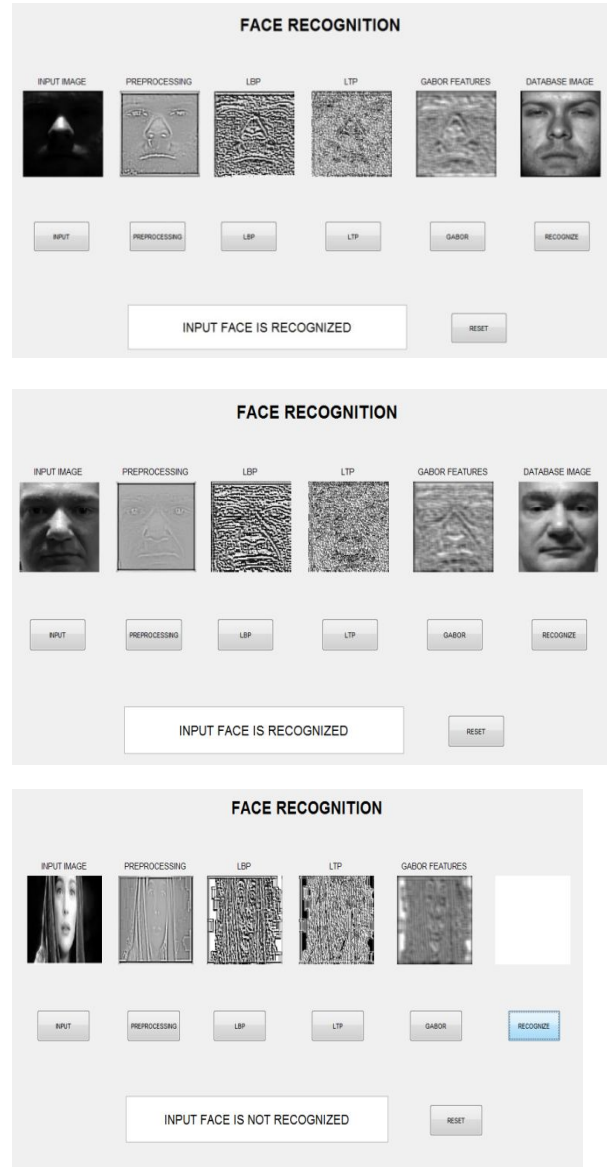 FACE RECOGNITION
INPUT IMAGE PREPROCESSING LBP LTP GABOR FEATURES DATABASE IMAGE
INPUT PREPROCESSING LBP LTP GABOR RECOGNIZE
INPUT FACE IS RECOGNIZED RESET
FACE RECOGNITION
INPUT IMAGE PREPROCESSING LBP LTP GABOR FEATURES DATABASE IMAGE
INPUT PREPROCESSING LBP LTP GABOR RECOGNIZE
INPUT FACE IS RECOGNIZED RESET
FACE RECOGNITION
INPUT IMAGE PREPROCESSING LBP LTP GABOR FEATURES
INPUT PREPROCESSING LBP LTP GABOR RECOGNIZE
INPUT FACE IS NOT RECOGNIZED RESET